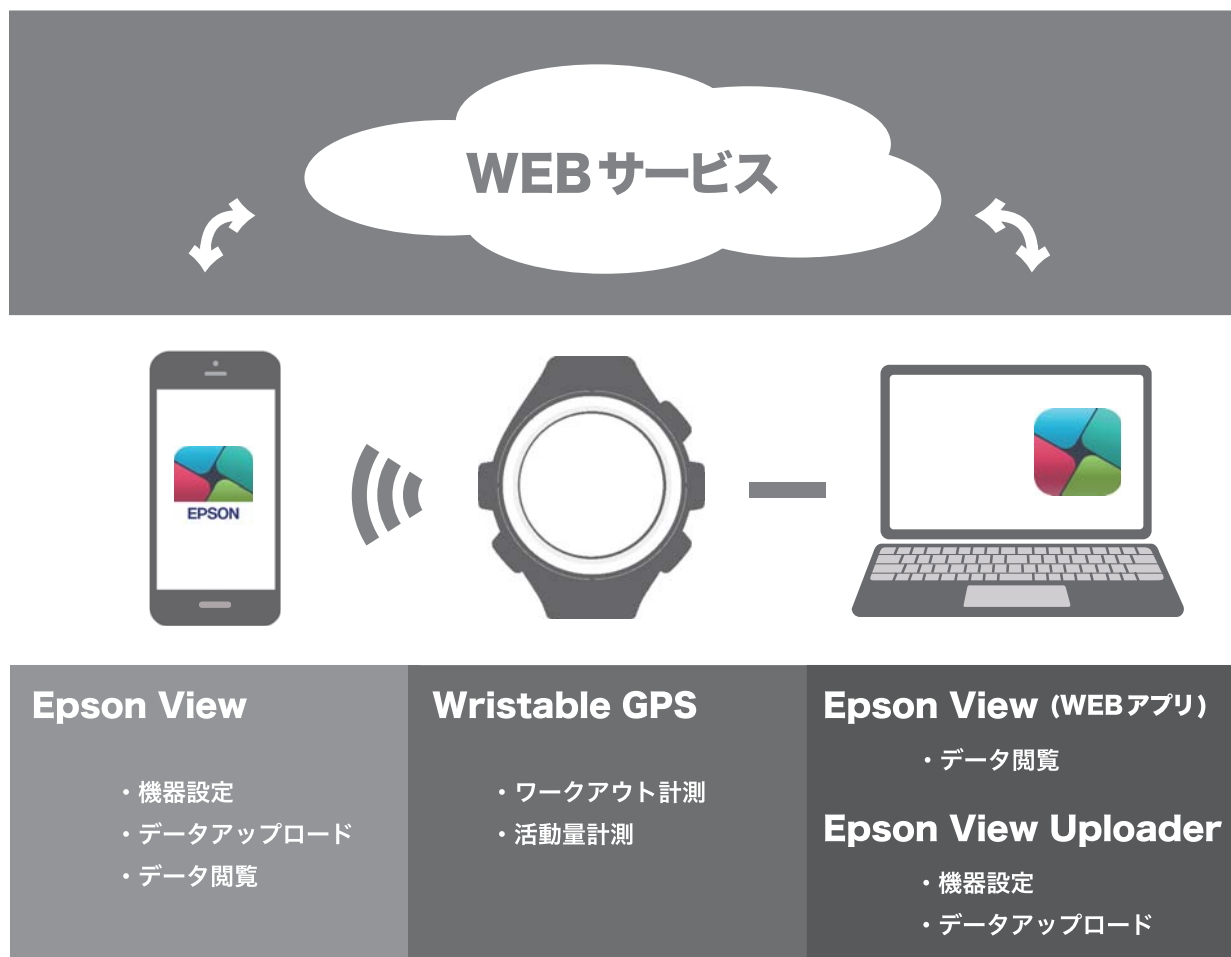 WEBサービス
EPSON
Epson View
・機器設定
・データアップロード
・データ閲覧
Wristable GPS
・ワークアウト計測
・活動量計測
Epson View (WEBアプリ)
・データ閲覧
Epson View Uploader
・機器設定
・データアップロード